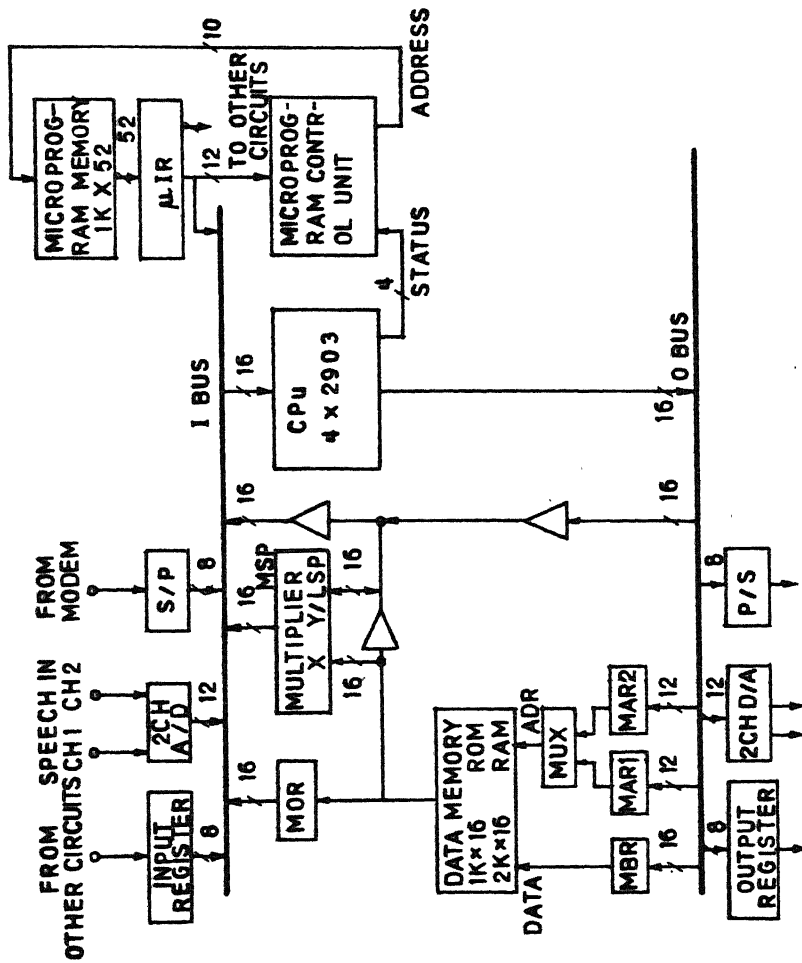 FROM
OTHER CIRCUITS
SPEECH IN
CH1 CH2
FROM
MODEM
INPUT
REGISTER
8
2CH
A/D
12
S/P
8
I BUS
MICROPROG-
RAM MEMORY
1K X 52
52
μIR
12
TO OTHER
CIRCUITS
10
MICROPROG-
RAM CONTR-
OL UNIT
ADDRESS
4
STATUS
16
CPu
4 x 2903
16
O BUS
16
MOR
16
MSP
MULTIPLIER
X Y/LSP
16
16
16
16
DATA MEMORY
1K×16 ROM
2K×16 RAM
DATA
ADR
MUX
MBR
MAR1
MAR2
16
12
12
8
OUTPUT
REGISTER
12
2CH D/A
8
P/S